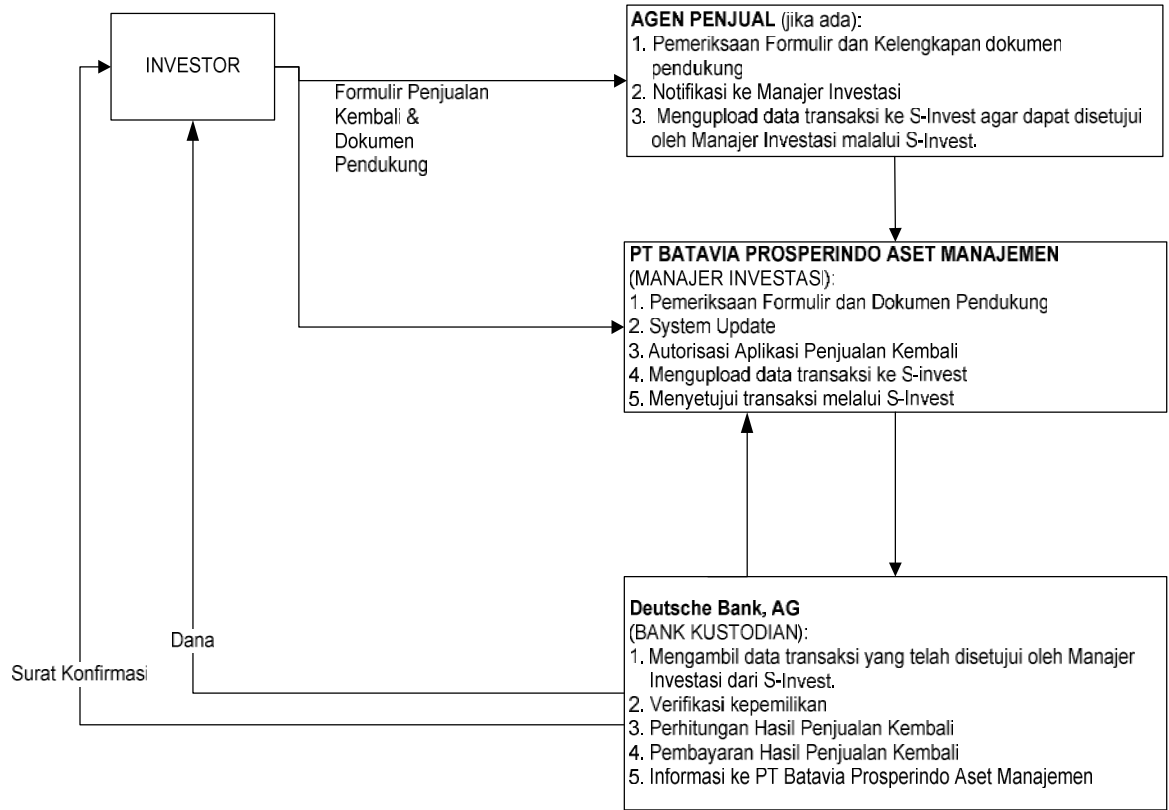 INVESTOR
Formulir Penjualan
Kembali &
Dokumen
Pendukung
AGEN PENJUAL (jika ada):
1. Pemeriksaan Formulir dan Kelengkapan dokumen
pendukung
2. Notifikasi ke Manajer Investasi
3. Mengupload data transaksi ke S-Invest agar dapat disetujui
oleh Manajer Investasi malalui S-Invest.
PT BATAVIA PROSPERINDO ASET MANAJEMEN
(MANAJER INVESTASI):
1. Pemeriksaan Formulir dan Dokumen Pendukung
2. System Update
3. Autorisasi Aplikasi Penjualan Kembali
4. Mengupload data transaksi ke S-invest
5. Menyetujui transaksi melalui S-Invest
Deutsche Bank, AG
(BANK KUSTODIAN):
1. Mengambil data transaksi yang telah disetujui oleh Manajer
Investasi dari S-Invest.
2. Verifikasi kepemilikan
3. Perhitungan Hasil Penjualan Kembali
4. Pembayaran Hasil Penjualan Kembali
5. Informasi ke PT Batavia Prosperindo Aset Manajemen
Dana
Surat Konfirmasi